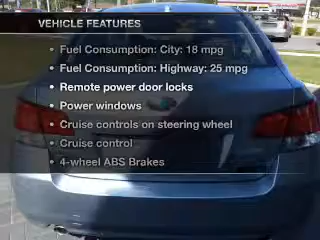 VEHICLE FEATURES
- Fuel Consumption: City: 18 mpg
- Fuel Consumption: Highway: 25 mpg
- Remote power door locks
- Power windows
- Cruise controls on steering wheel
- Cruise control
- 4-wheel ABS Brakes